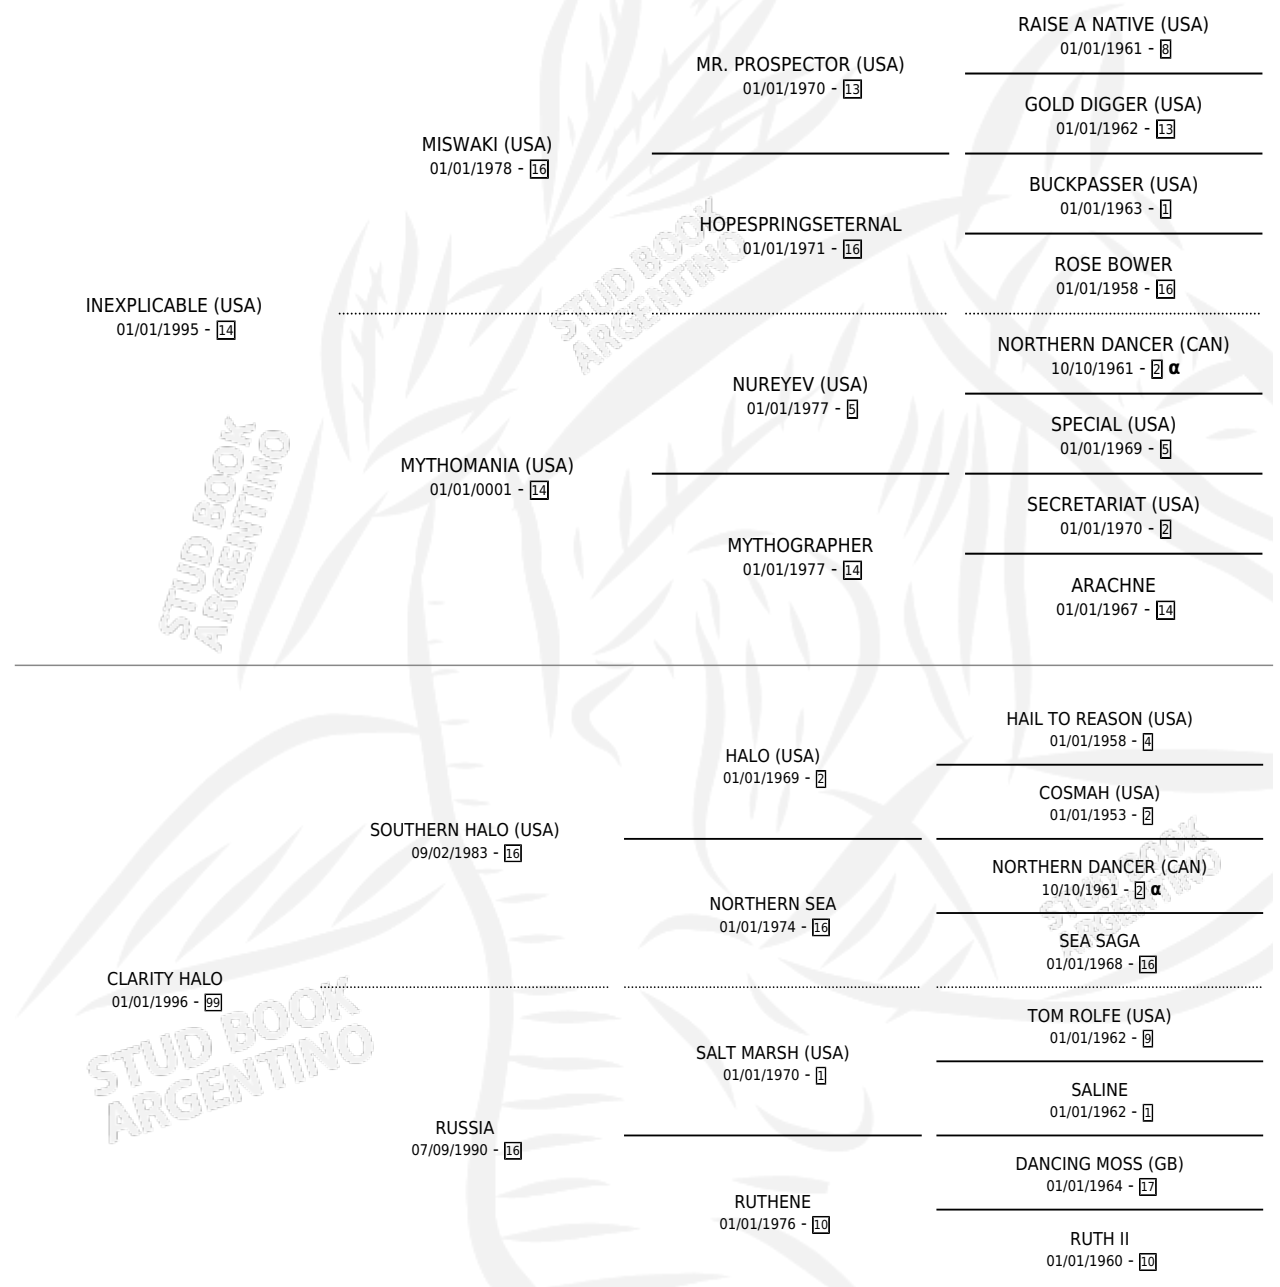 RAISE A NATIVE (USA)
01/01/1961 - 8
MR. PROSPECTOR (USA)
01/01/1970 - 13
GOLD DIGGER (USA)
01/01/1962 - 13
MISWAKI (USA)
01/01/1978 - 16
BUCKPASSER (USA)
01/01/1963 - 1
HOPESPRINGSETERNAL
01/01/1971 - 16
ROSE BOWER
01/01/1958 - 16
INEXPLICABLE (USA)
01/01/1995 - 14
NORTHERN DANCER (CAN)
10/10/1961 - 2 α
NUREYEV (USA)
01/01/1977 - 5
SPECIAL (USA)
01/01/1969 - 5
MYTHOMANIA (USA)
01/01/0001 - 14
SECRETARIAT (USA)
01/01/1970 - 2
MYTHOGRAPHER
01/01/1977 - 14
ARACHNE
01/01/1967 - 14
HAIL TO REASON (USA)
01/01/1958 - 4
HALO (USA)
01/01/1969 - 2
COSMAH (USA)
01/01/1953 - 2
SOUTHERN HALO (USA)
09/02/1983 - 16
NORTHERN DANCER (CAN)
10/10/1961 - 2 α
NORTHERN SEA
01/01/1974 - 16
SEA SAGA
01/01/1968 - 16
CLARITY HALO
01/01/1996 - 99
TOM ROLFE (USA)
01/01/1962 - 9
SALT MARSH (USA)
01/01/1970 - 1
SALINE
01/01/1962 - 1
RUSSIA
07/09/1990 - 16
DANCING MOSS (GB)
01/01/1964 - 17
RUTHENE
01/01/1976 - 10
RUTH II
01/01/1960 - 10
STUD BOOK
ARGENTINO
STUD BOOK
ARGENTINO
STUD BOOK
ARGENTINO
STUD BOOK
ARGENTINO